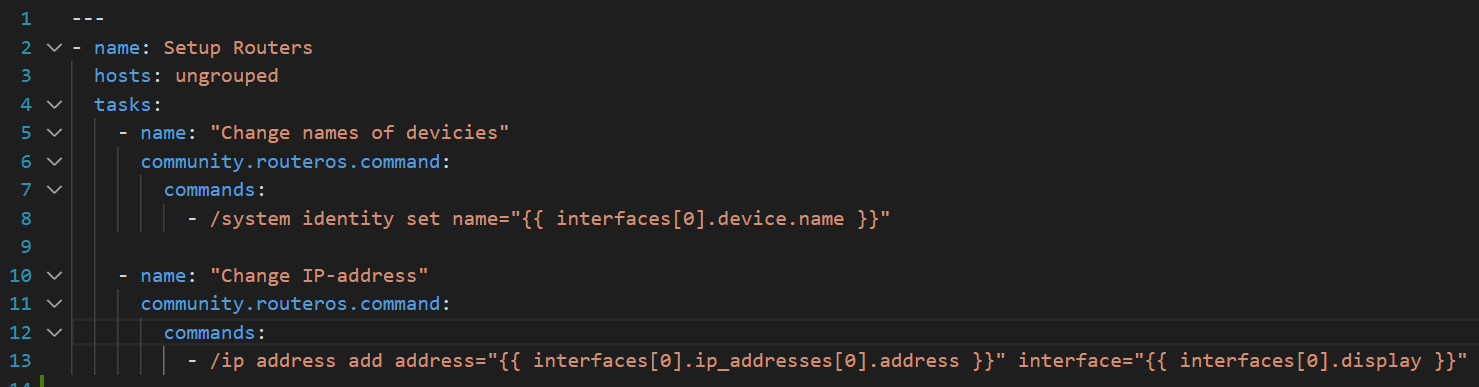 1 ---
2 - name: Setup Routers
3 hosts: ungrouped
4 tasks:
5 - name: "Change names of devicies"
6 community.routeros.command:
7 commands:
8 - /system identity set name="{{ interfaces[0].device.name }}"
9
10 - name: "Change IP-address"
11 community.routeros.command:
12 commands:
13 - /ip address add address="{{ interfaces[0].ip_addresses[0].address }}" interface="{{ interfaces[0].display }}"